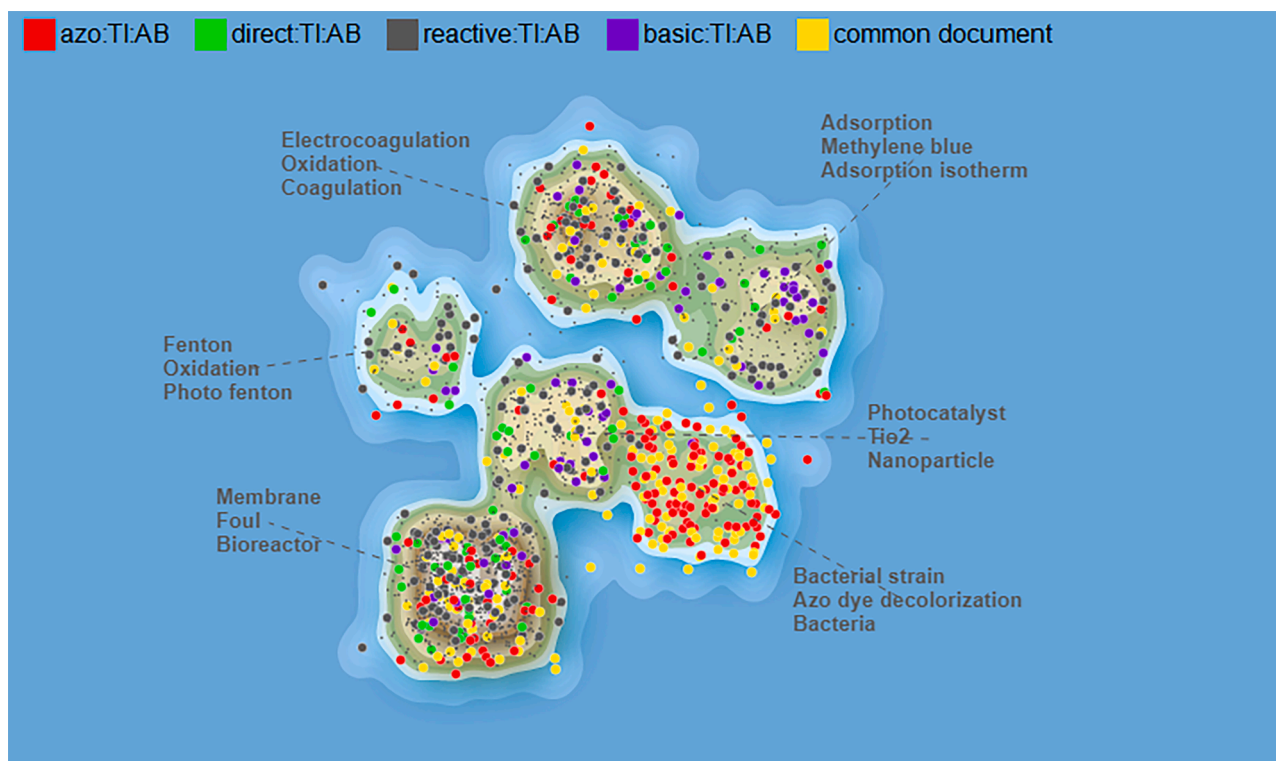 azo:TI:AB direct:TI:AB reactive:TI:AB basic:TI:AB common document
Electrocoagulation
Oxidation
Coagulation
Adsorption
Methylene blue
Adsorption isotherm
Fenton
Oxidation
Photo fenton
Photocatalyst
Tio2
Nanoparticle
Membrane
Foul
Bioreactor
Bacterial strain
Azo dye decolorization
Bacteria